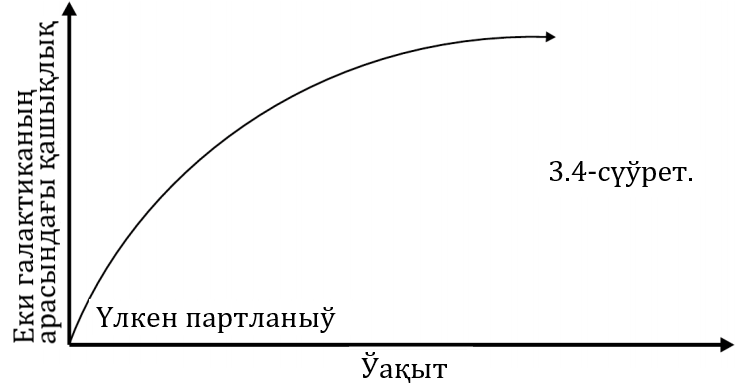 Еки галактиканың
арасындағы қашықлық
3.4-сүўрет.
Үлкен партланыў
Ўақыт